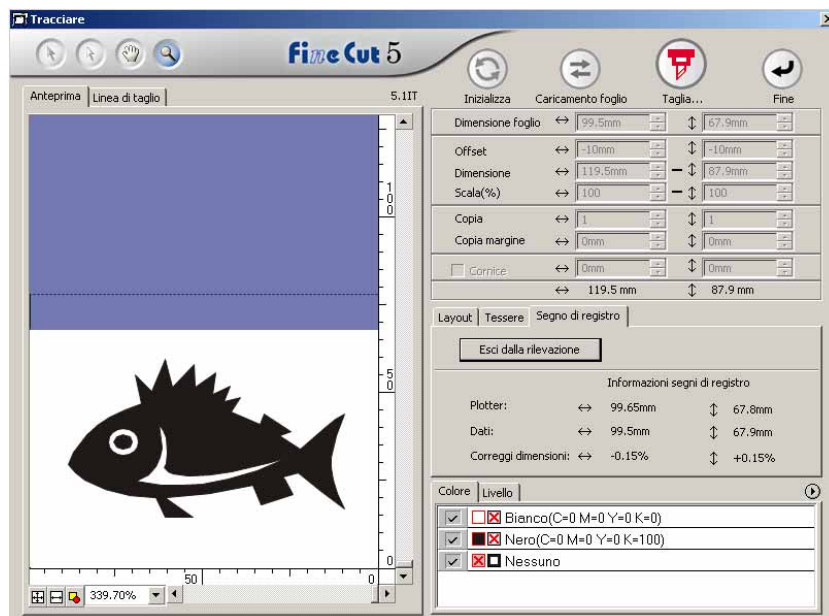 Tracciare
Fine Cut 5
Inizializza Caricamento foglio Taglia... Fine
Anteprima Linea di taglio 5.1IT
Dimensione foglio 99.5mm 67.9mm
Offset -10mm -10mm
Dimensione 119.5mm 87.9mm
Scala(%) 100 100
Copia 1 1
Copia margine 0mm 0mm
Cornice 0mm 0mm
119.5 mm 87.9 mm
Layout Tessere Segno di registro
Esci dalla rilevazione
Informazioni segni di registro
Plotter: 99.65mm 67.8mm
Dati: 99.5mm 67.9mm
Correggi dimensioni: -0.15% +0.15%
Colore Livello
Bianco(C=0 M=0 Y=0 K=0)
Nero(C=0 M=0 Y=0 K=100)
Nessuno
100
50
0
50 0
339.70%